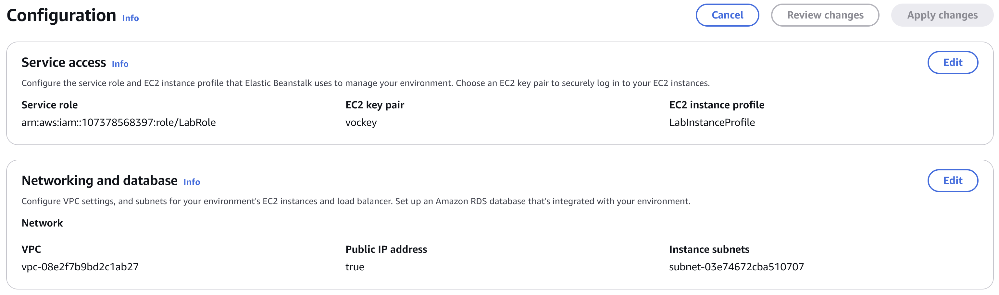 Configuration Info
Cancel
Review changes
Apply changes
Service access Info
Edit
Configure the service role and EC2 instance profile that Elastic Beanstalk uses to manage your environment. Choose an EC2 key pair to securely log in to your EC2 instances.
Service role
arn:aws:iam::107378568397:role/LabRole
EC2 key pair
vockey
EC2 instance profile
LabInstanceProfile
Networking and database Info
Edit
Configure VPC settings, and subnets for your environment's EC2 instances and load balancer. Set up an Amazon RDS database that's integrated with your environment.
Network
VPC
vpc-08e2f7b9bd2c1ab27
Public IP address
true
Instance subnets
subnet-03e74672cba510707